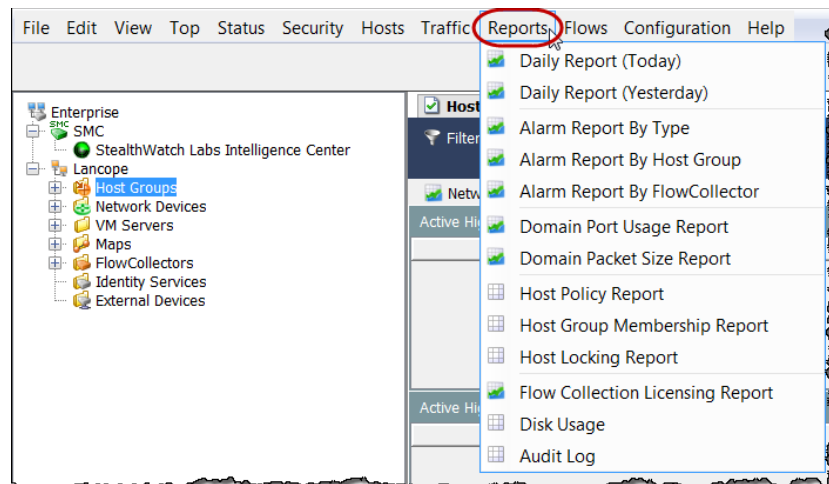 File Edit View Top Status Security Hosts Traffic Reports Flows Configuration Help
Enterprise
SMC
SMC
StealthWatch Labs Intelligence Center
Lancope
Host Groups
Network Devices
VM Servers
Maps
FlowCollectors
Identity Services
External Devices
Host
Filter
Netw
Active Hi
Active Hi
Daily Report (Today)
Daily Report (Yesterday)
Alarm Report By Type
Alarm Report By Host Group
Alarm Report By FlowCollector
Domain Port Usage Report
Domain Packet Size Report
Host Policy Report
Host Group Membership Report
Host Locking Report
Flow Collection Licensing Report
Disk Usage
Audit Log